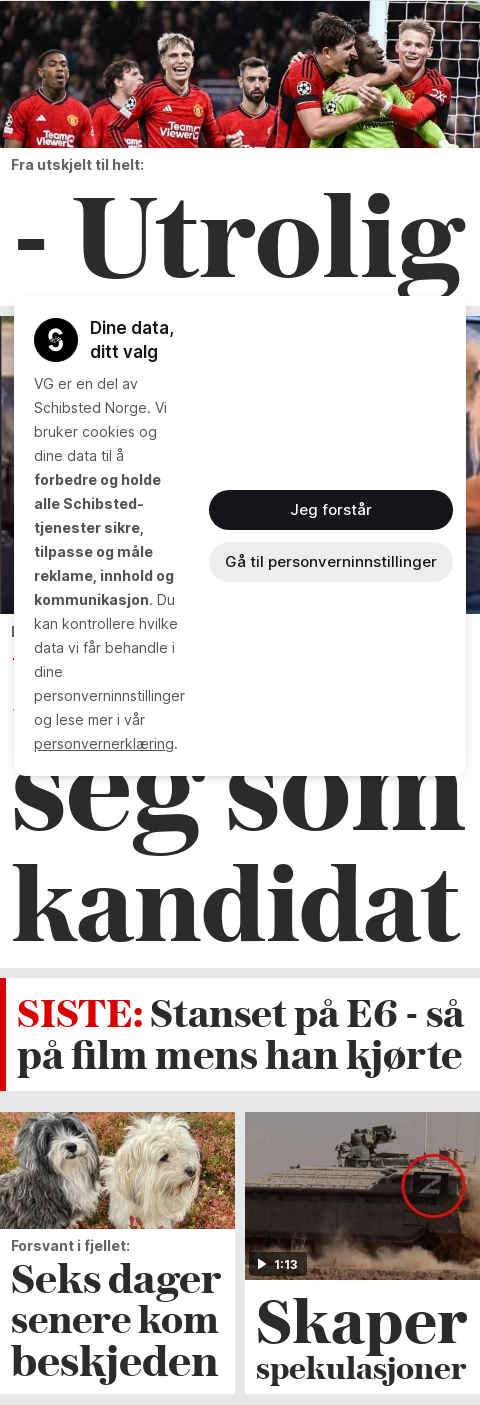 Fra utskjelt til helt:
- Utrolig
Dine data,
ditt valg
VG er en del av
Schibsted Norge. Vi
bruker cookies og
dine data til å
forbedre og holde
alle Schibsted-
tjenester sikre,
tilpasse og måle
reklame, innhold og
kommunikasjon. Du
kan kontrollere hvilke
data vi får behandle i
dine
personverninnstillinger
og lese mer i vår
personvernerklæring.
Jeg forstår
Gå til personverninnstillinger
seg som
kandidat
SISTE: Stanset på E6 - så
på film mens han kjørte
Forsvant i fjellet:
Seks dager
senere kom
beskjeden
1:13
Skaper
spekulasjoner